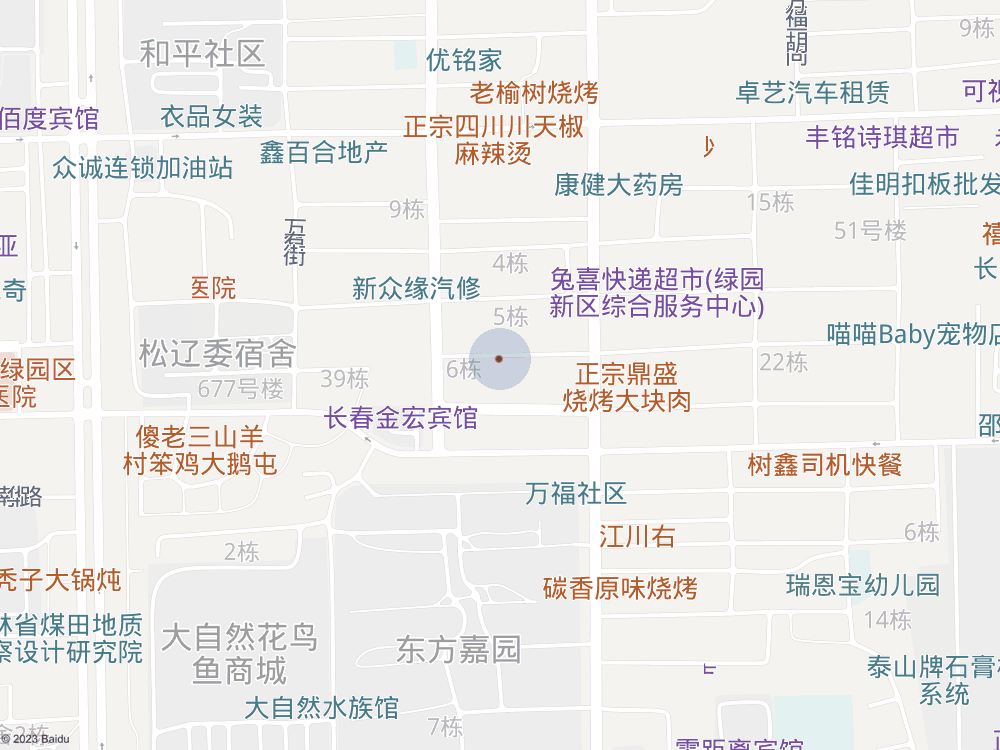 和平社区
优铭家
9栋
老榆树烧烤
卓艺汽车租赁
可视
佰度宾馆
衣品女装
正宗四川川天椒
麻辣烫
丰铭诗琪超市
鑫百合地产
众诚连锁加油站
康健大药房
佳明扣板批发
9栋
15栋
51号楼
禧
亚
万客街
4栋
长
奇
医院
新众缘汽修
兔喜快递超市(绿园
新区综合服务中心)
5栋
喵喵Baby宠物店
松辽委宿舍
绿园区
医院
677号楼
39栋
6栋
正宗鼎盛
烧烤大块肉
22栋
长春金宏宾馆
邵
傻老三山羊
村笨鸡大鹅屯
树鑫司机快餐
万福社区
江川右
6栋
2栋
秃子大锅炖
碳香原味烧烤
瑞恩宝幼儿园
14栋
林省煤田地质
察设计研究院
大自然花鸟
鱼商城
东方嘉园
泰山牌石膏板
系统
大自然水族馆
7栋
© 2023 Baidu